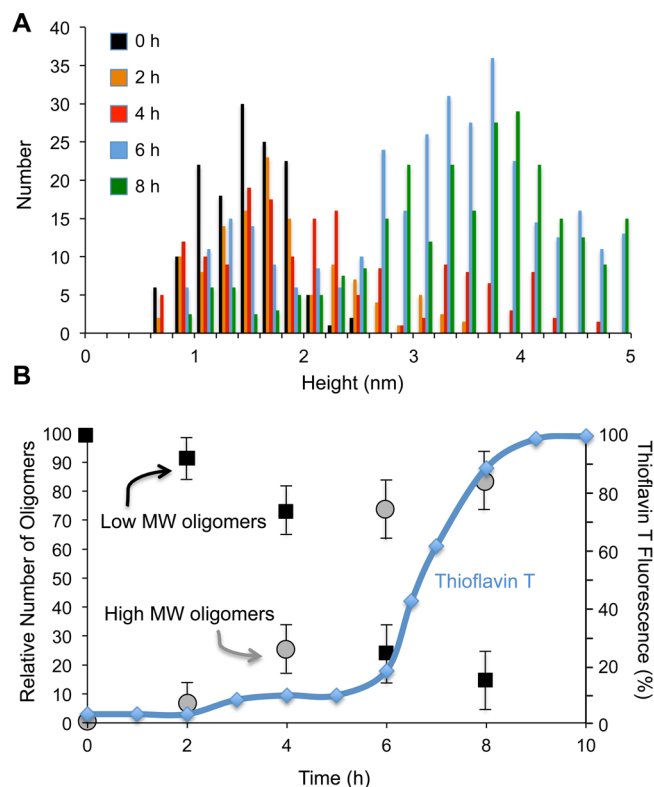 A
40
35
30
25
20
15
10
5
0
Number
0 h
2 h
4 h
6 h
8 h
0 1 2 3 4 5
Height (nm)
B
100
90
80
70
60
50
40
30
20
10
0
Relative Number of Oligomers
Low MW oligomers
High MW oligomers
Thioflavin T
100
80
60
40
20
0
Thioflavin T Fluorescence (%)
0 2 4 6 8 10
Time (h)